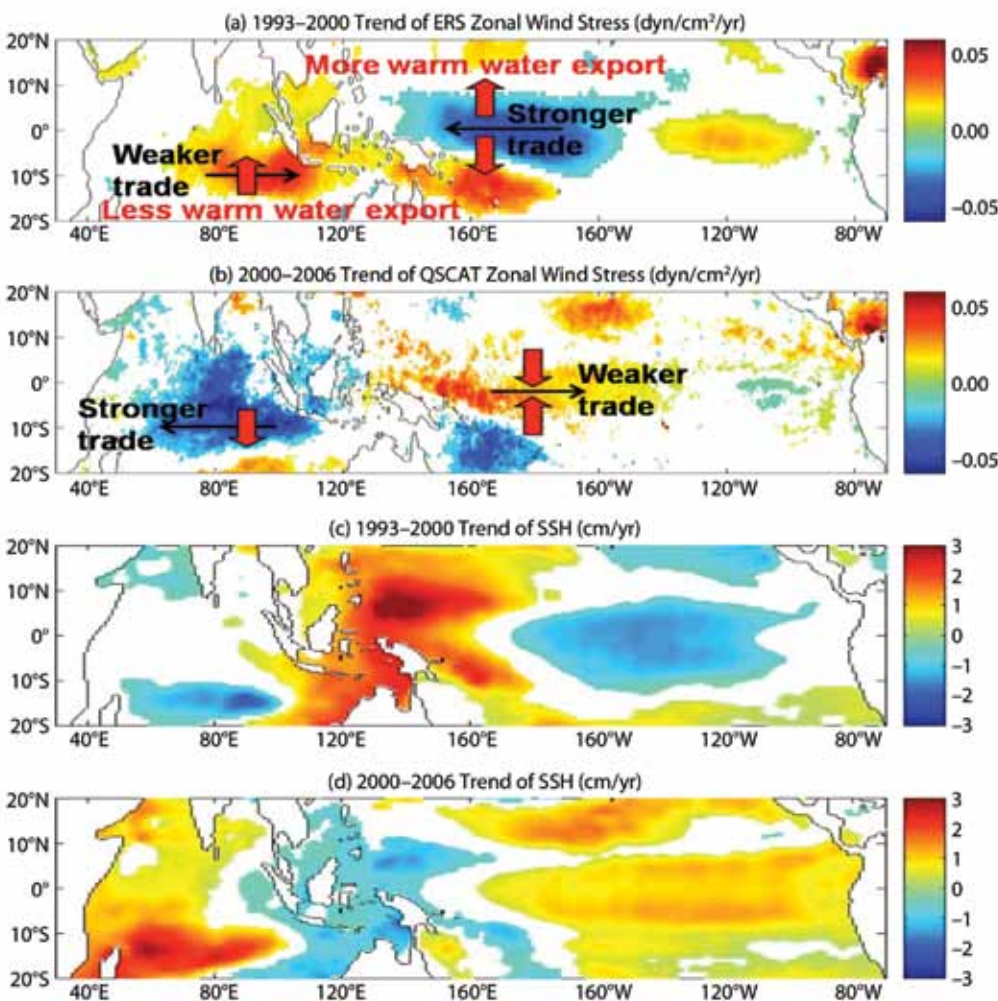 (a) 1993–2000 Trend of ERS Zonal Wind Stress (dyn/cm²/yr)
20°N
10°N
0°
10°S
20°S
More warm water export
Stronger
trade
Weaker
trade
Less warm water export
0.05
0.00
−0.05
40°E 80°E 120°E 160°E 160°W 120°W 80°W
(b) 2000–2006 Trend of QSCAT Zonal Wind Stress (dyn/cm²/yr)
20°N
10°N
0°
10°S
20°S
Weaker
trade
Stronger
trade
0.05
0.00
−0.05
40°E 80°E 120°E 160°E 160°W 120°W 80°W
(c) 1993–2000 Trend of SSH (cm/yr)
20°N
10°N
0°
10°S
20°S
3
2
1
0
−1
−2
−3
40°E 80°E 120°E 160°E 160°W 120°W 80°W
(d) 2000–2006 Trend of SSH (cm/yr)
20°N
10°N
0°
10°S
20°S
3
2
1
0
−1
−2
−3
40°E 80°E 120°E 160°E 160°W 120°W 80°W